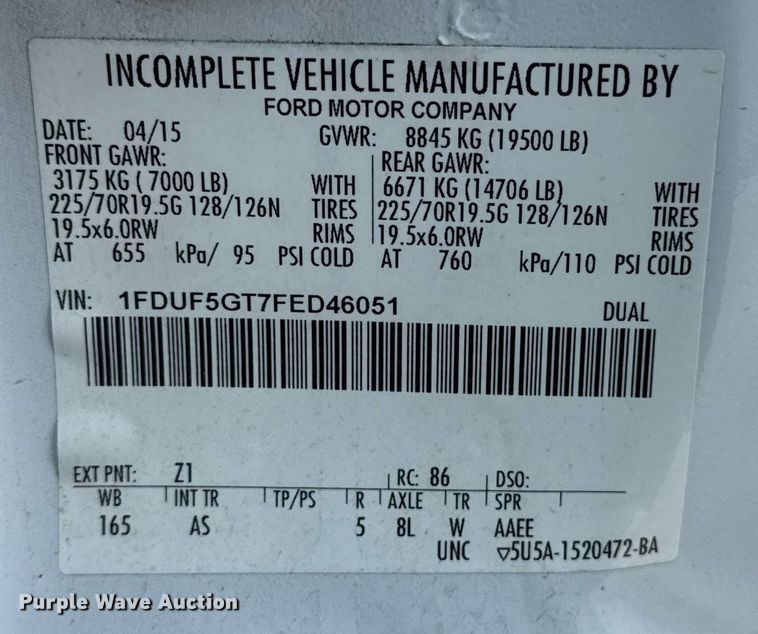 INCOMPLETE VEHICLE MANUFACTURED BY
FORD MOTOR COMPANY
DATE: 04/15 GVWR: 8845 KG (19500 LB)
FRONT GAWR: REAR GAWR:
3175 KG ( 7000 LB) WITH 6671 KG (14706 LB) WITH
225/70R19.5G 128/126N TIRES 225/70R19.5G 128/126N TIRES
19.5x6.0RW RIMS 19.5x6.0RW RIMS
AT 655 kPa/ 95 PSI COLD AT 760 kPa/110 PSI COLD
VIN: 1FDUF5GT7FED46051 DUAL
EXT PNT: Z1 RC: 86 DSO:
WB INT TR TP/PS R AXLE TR SPR
165 AS 5 8L W AAEE
UNC ▽5U5A-1520472-BA
Purple Wave Auction